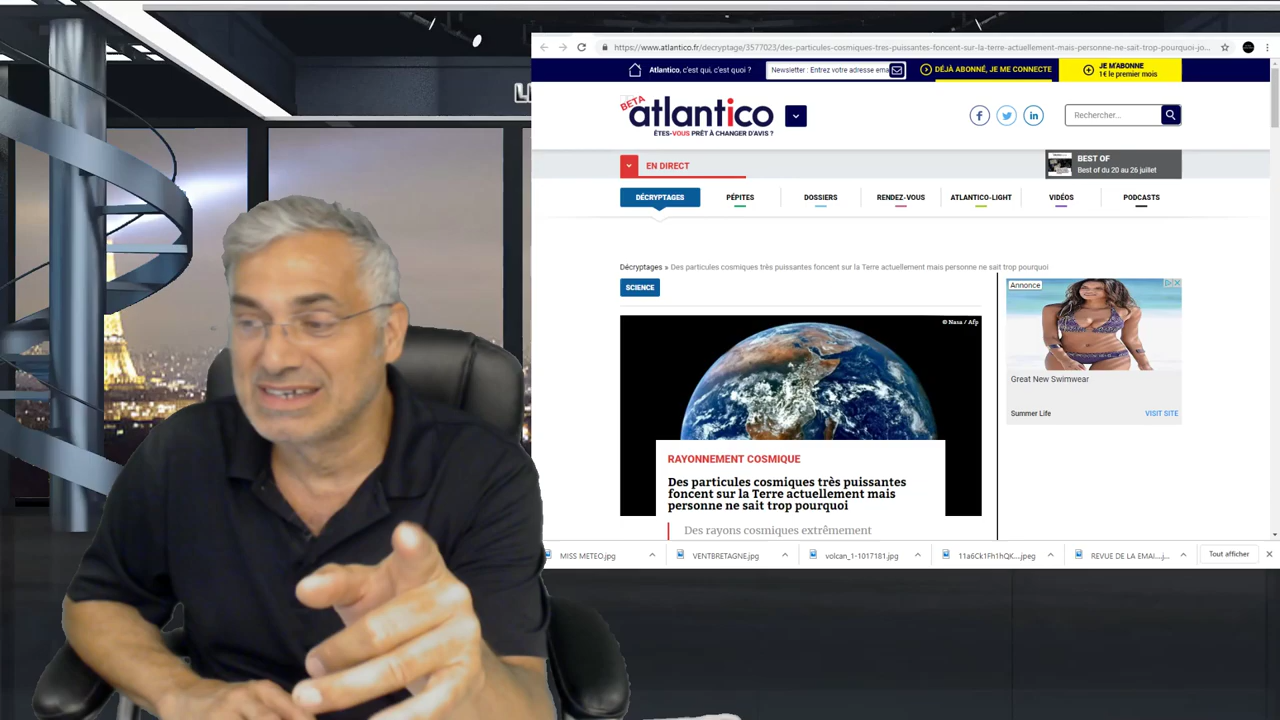 LI
https://www.atlantico.fr/decryptage/3577023/des-particules-cosmiques-tres-puissantes-foncent-sur-la-terre-actuellement-mais-personne-ne-sait-trop-pourquoi-jo...
Atlantico, c'est qui, c'est quoi ?
Newsletter : Entrez votre adresse ema
DÉJÀ ABONNÉ, JE ME CONNECTE
JE M'ABONNE
1€ le premier mois
BETA
atlantico
ÊTES-VOUS PRÊT À CHANGER D'AVIS ?
Rechercher...
EN DIRECT
BEST OF
Best of du 20 au 26 juillet
DÉCRYPTAGES
PÉPITES
DOSSIERS
RENDEZ-VOUS
ATLANTICO-LIGHT
VIDÉOS
PODCASTS
Décryptages » Des particules cosmiques très puissantes foncent sur la Terre actuellement mais personne ne sait trop pourquoi
SCIENCE
© Nasa / Afp
Annonce
Great New Swimwear
Summer Life
VISIT SITE
RAYONNEMENT COSMIQUE
Des particules cosmiques très puissantes
foncent sur la Terre actuellement mais
personne ne sait trop pourquoi
Des rayons cosmiques extrêmement
MISS METEO.jpg
VENTBRETAGNE.jpg
volcan_1-1017181.jpg
11a6Ck1Fh1hQK....jpeg
REVUE DE LA EMAI....j...
Tout afficher